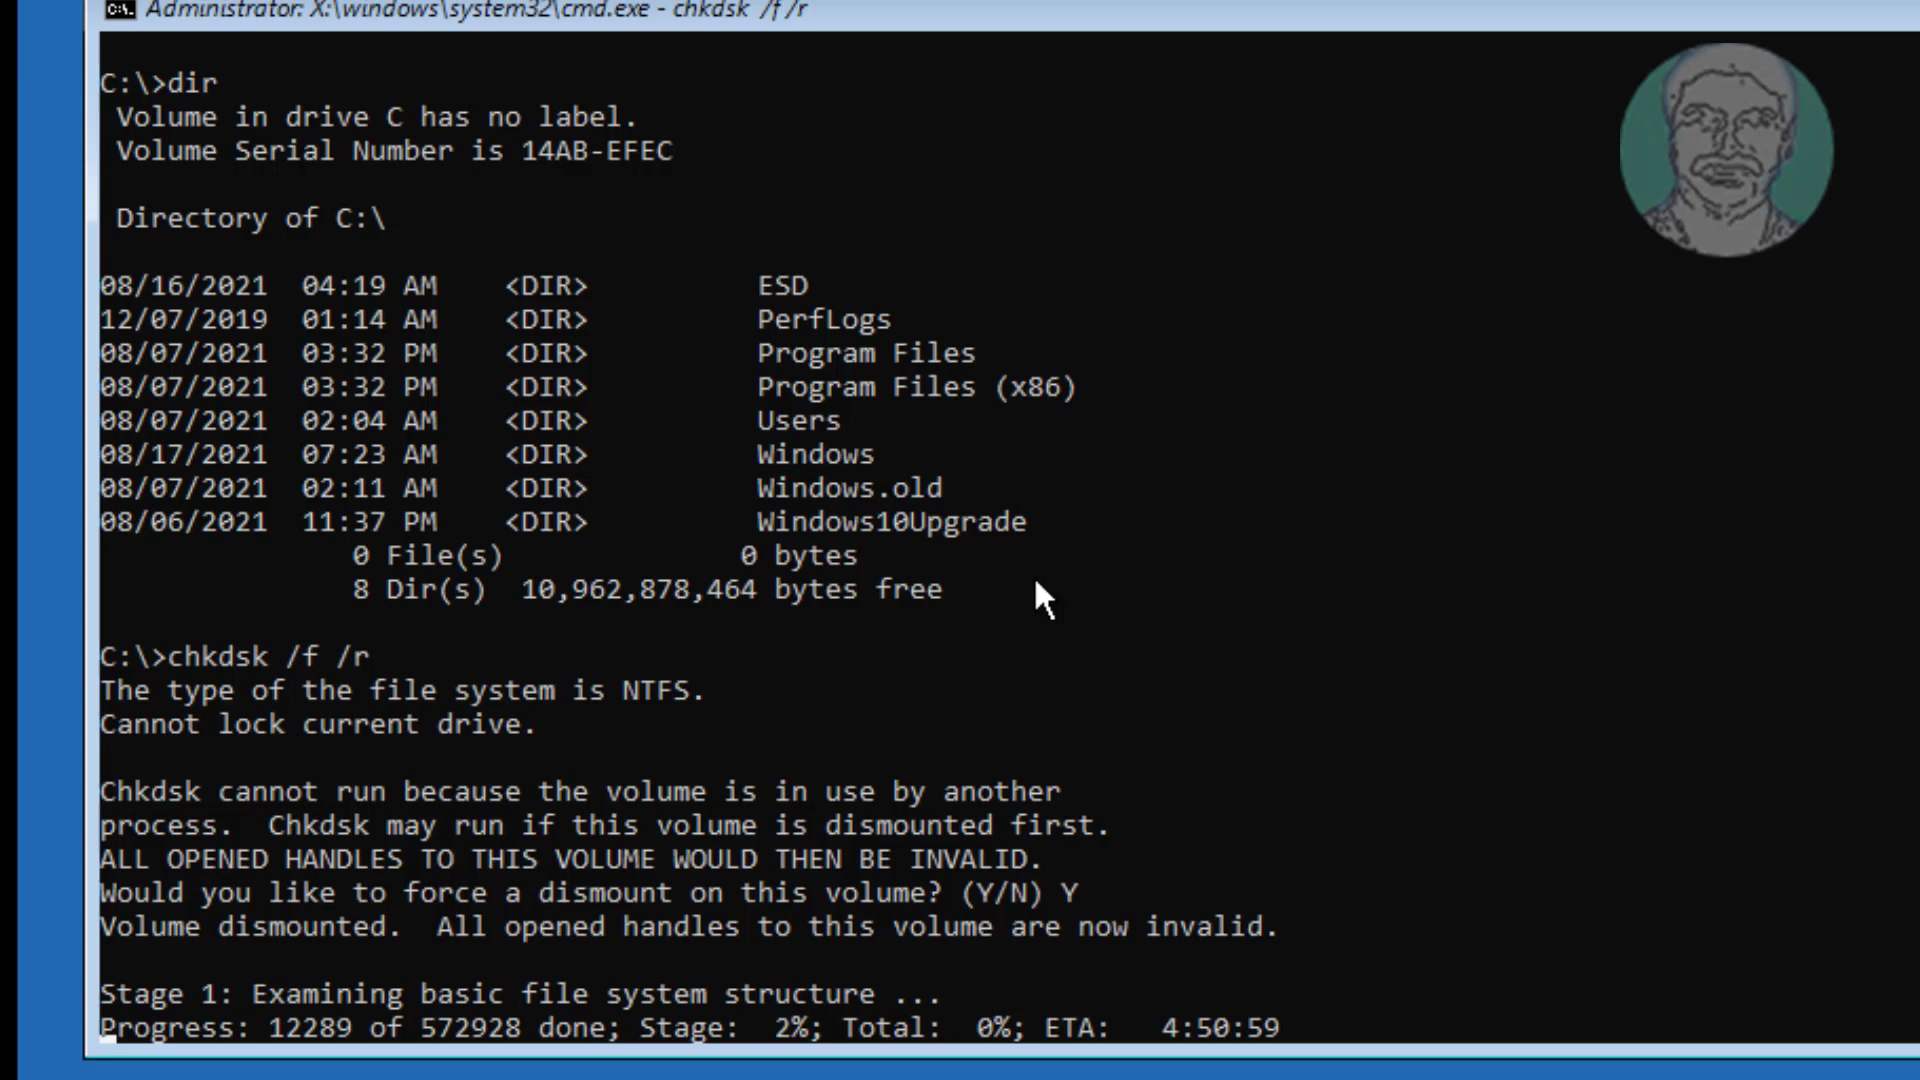 Administrator: X:\windows\system32\cmd.exe - chkdsk /f /r
C:\>dir
Volume in drive C has no label.
Volume Serial Number is 14AB-EFEC
Directory of C:\
08/16/2021  04:19 AM    <DIR>          ESD
12/07/2019  01:14 AM    <DIR>          PerfLogs
08/07/2021  03:32 PM    <DIR>          Program Files
08/07/2021  03:32 PM    <DIR>          Program Files (x86)
08/07/2021  02:04 AM    <DIR>          Users
08/17/2021  07:23 AM    <DIR>          Windows
08/07/2021  02:11 AM    <DIR>          Windows.old
08/06/2021  11:37 PM    <DIR>          Windows10Upgrade
0 File(s)              0 bytes
8 Dir(s)  10,962,878,464 bytes free
C:\>chkdsk /f /r
The type of the file system is NTFS.
Cannot lock current drive.
Chkdsk cannot run because the volume is in use by another
process.  Chkdsk may run if this volume is dismounted first.
ALL OPENED HANDLES TO THIS VOLUME WOULD THEN BE INVALID.
Would you like to force a dismount on this volume? (Y/N) Y
Volume dismounted.  All opened handles to this volume are now invalid.
Stage 1: Examining basic file system structure ...
Progress: 12289 of 572928 done; Stage:  2%; Total:  0%; ETA:   4:50:59